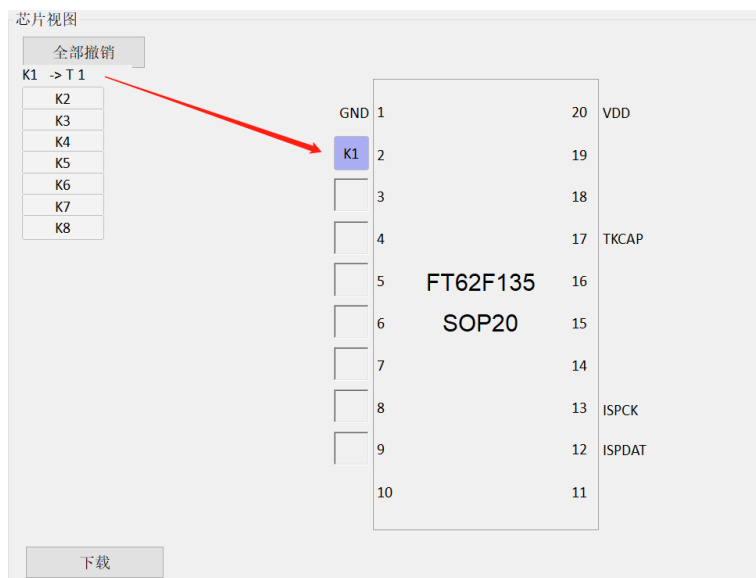 芯片视图
全部撤销
K1 -> T 1
K2
K3
K4
K5
K6
K7
K8
GND 1 20 VDD
K1 2 19
3 18
4 17 TKCAP
5 FT62F135 16
6 SOP20 15
7 14
8 13 ISPCK
9 12 ISPDAT
10 11
下载